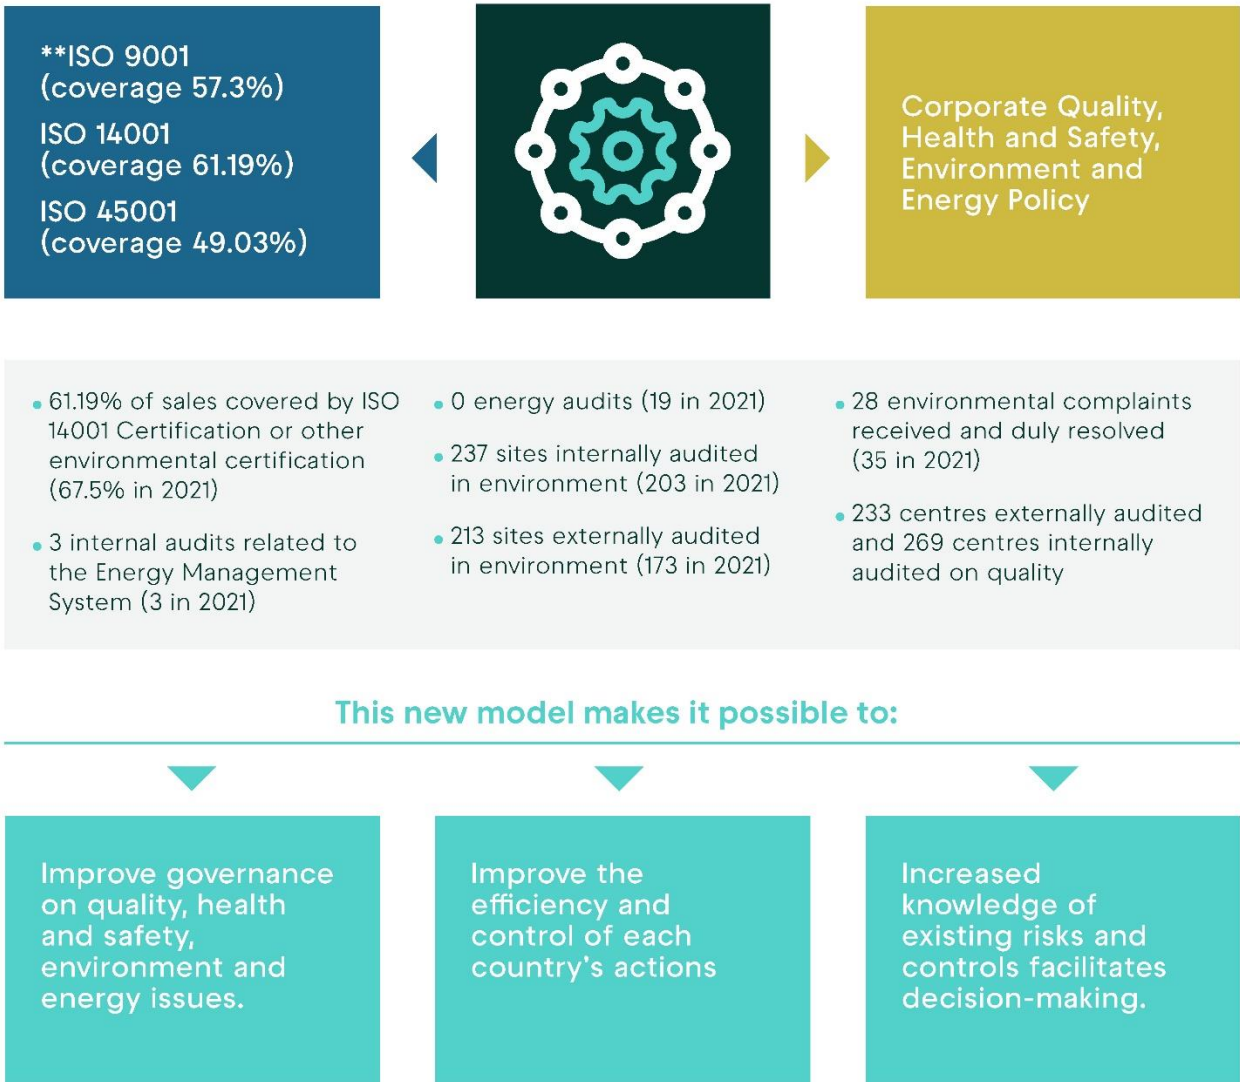 **ISO 9001
(coverage 57.3%)
ISO 14001
(coverage 61.19%)
ISO 45001
(coverage 49.03%)
Corporate Quality,
Health and Safety,
Environment and
Energy Policy
• 61.19% of sales covered by ISO
14001 Certification or other
environmental certification
(67.5% in 2021)
• 3 internal audits related to
the Energy Management
System (3 in 2021)
• 0 energy audits (19 in 2021)
• 237 sites internally audited
in environment (203 in 2021)
• 213 sites externally audited
in environment (173 in 2021)
• 28 environmental complaints
received and duly resolved
(35 in 2021)
• 233 centres externally audited
and 269 centres internally
audited on quality
This new model makes it possible to:
Improve governance
on quality, health
and safety,
environment and
energy issues.
Improve the
efficiency and
control of each
country's actions
Increased
knowledge of
existing risks and
controls facilitates
decision-making.